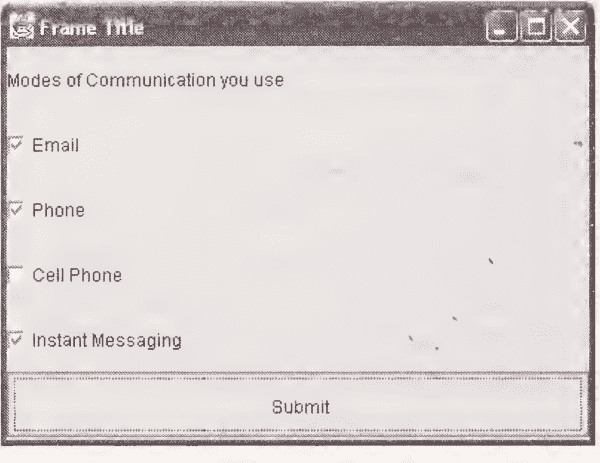 Frame Title
Modes of Communication you use
Email
Phone
Cell Phone
Instant Messaging
Submit